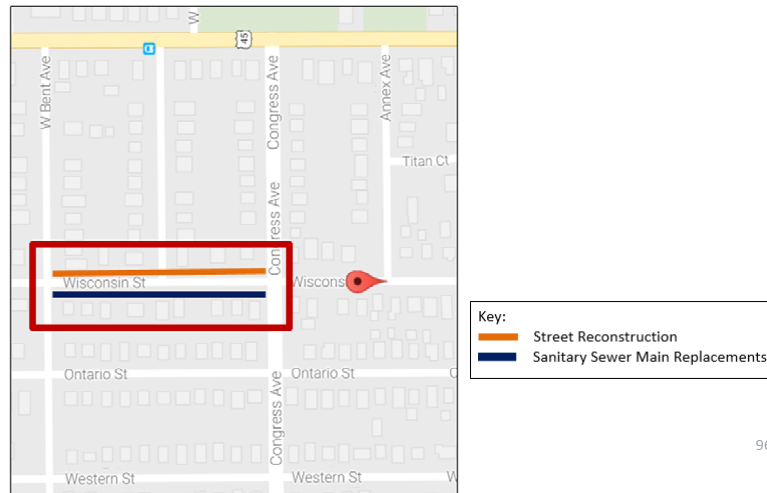 W
45
W Bent Ave
Congress Ave
Annex Ave
Titan Ct
Congress Ave
Wisconsin St
Wiscons
Ontario St
Ontario St
Congress Ave
Western St
Western St
W
Key:
Street Reconstruction
Sanitary Sewer Main Replacements
96